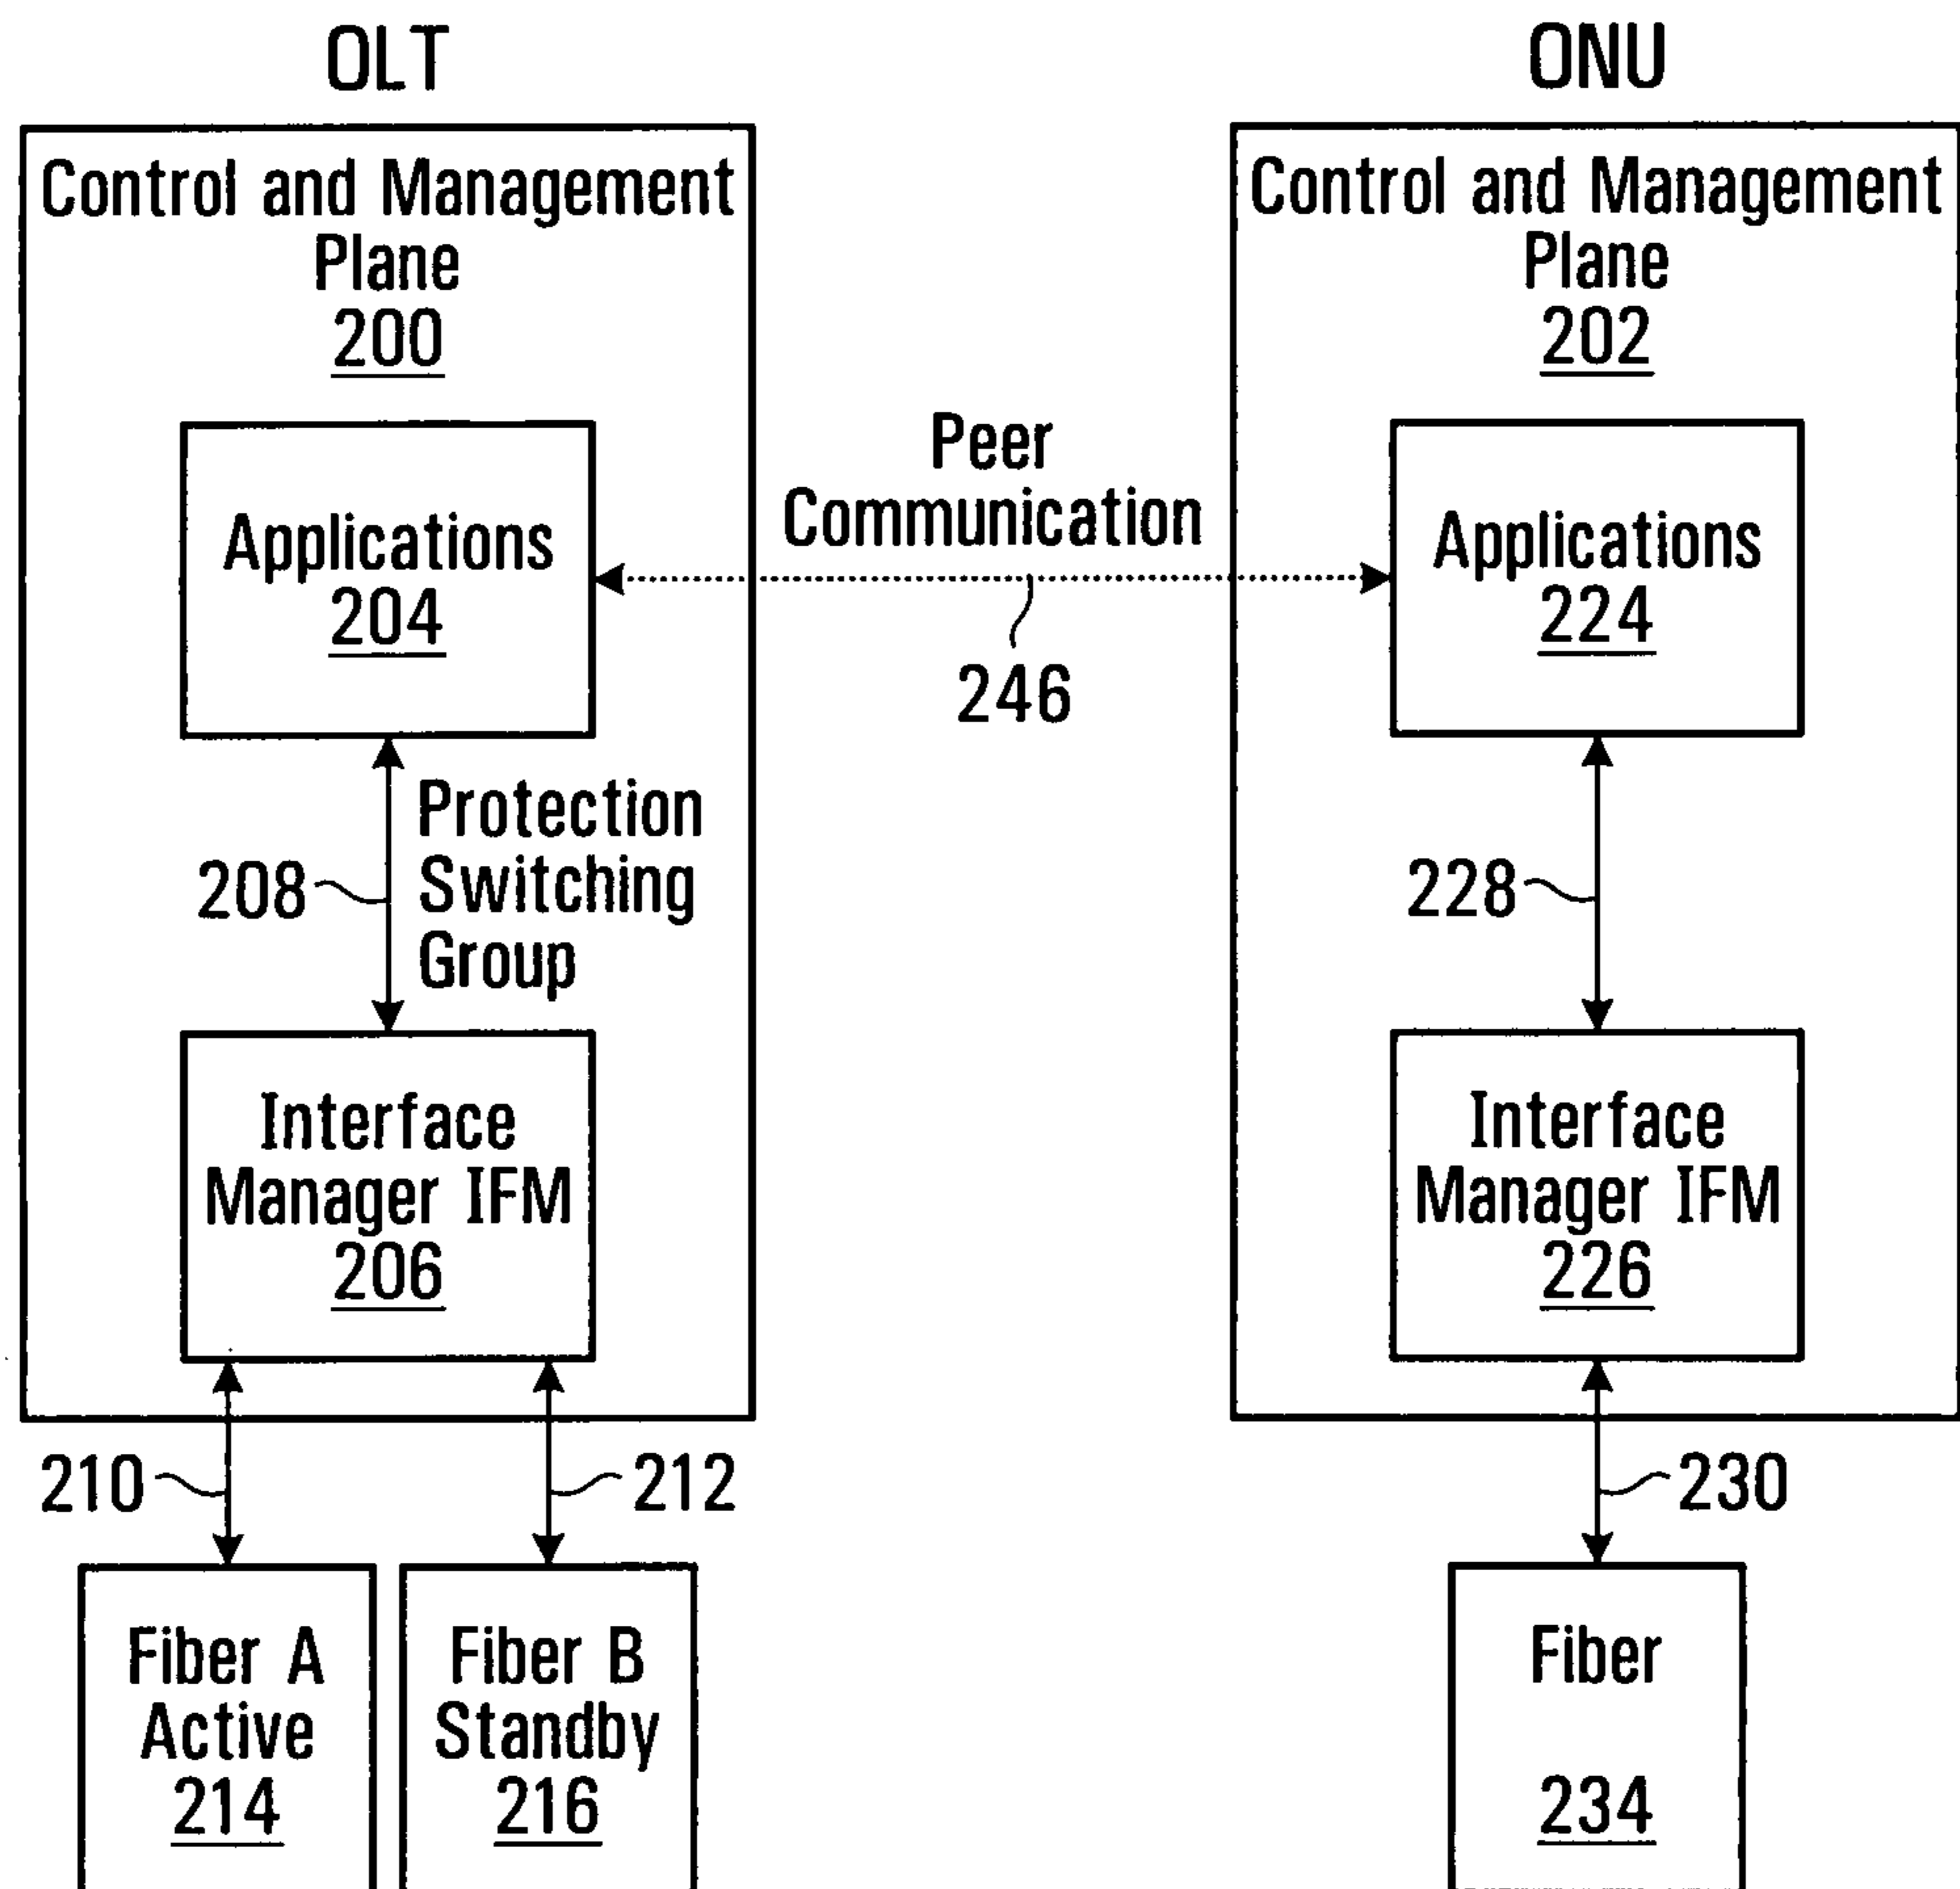 OLT
Control and Management
Plane
200
Applications
204
208
Protection
Switching
Group
Interface
Manager IFM
206
210
212
Fiber A
Active
214
Fiber B
Standby
216
Peer
Communication
246
ONU
Control and Management
Plane
202
Applications
224
228
Interface
Manager IFM
226
230
Fiber
234